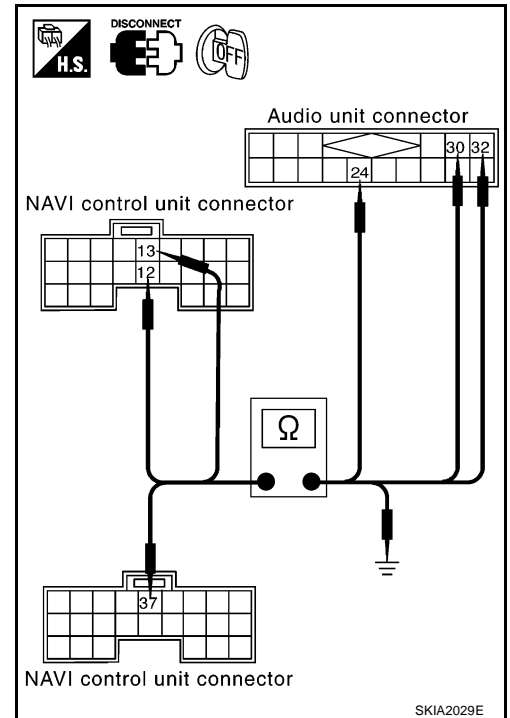 DISCONNECT
H.S.
OFF
Audio unit connector
30 32
24
NAVI control unit connector
13
12
Ω
37
NAVI control unit connector
SKIA2029E